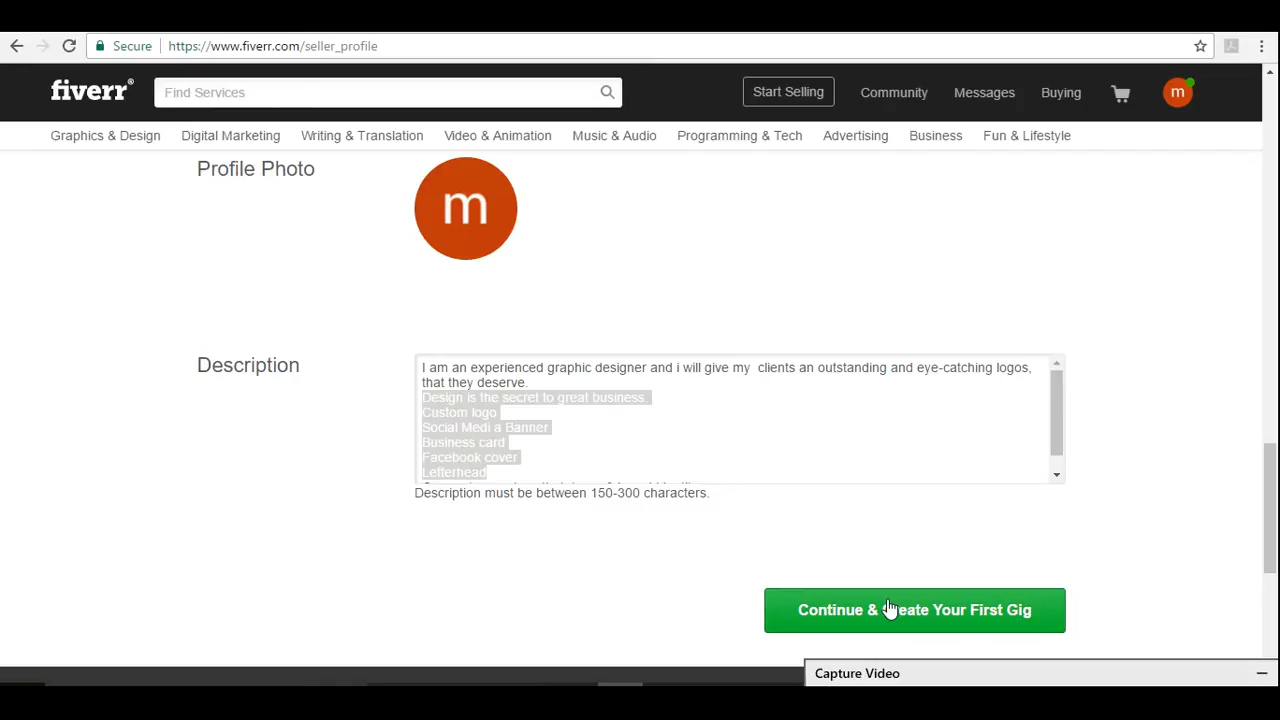 Secure https://www.fiverr.com/seller_profile
fiverr® Find Services Start Selling Community Messages Buying m
Graphics & Design Digital Marketing Writing & Translation Video & Animation Music & Audio Programming & Tech Advertising Business Fun & Lifestyle
Profile Photo
m
Description
I am an experienced graphic designer and i will give my clients an outstanding and eye-catching logos,
that they deserve.
Design is the secret to great business.
Custom logo
Social Medi a Banner
Business card
Facebook cover
Letterhead
Description must be between 150-300 characters.
Continue & Create Your First Gig
Capture Video